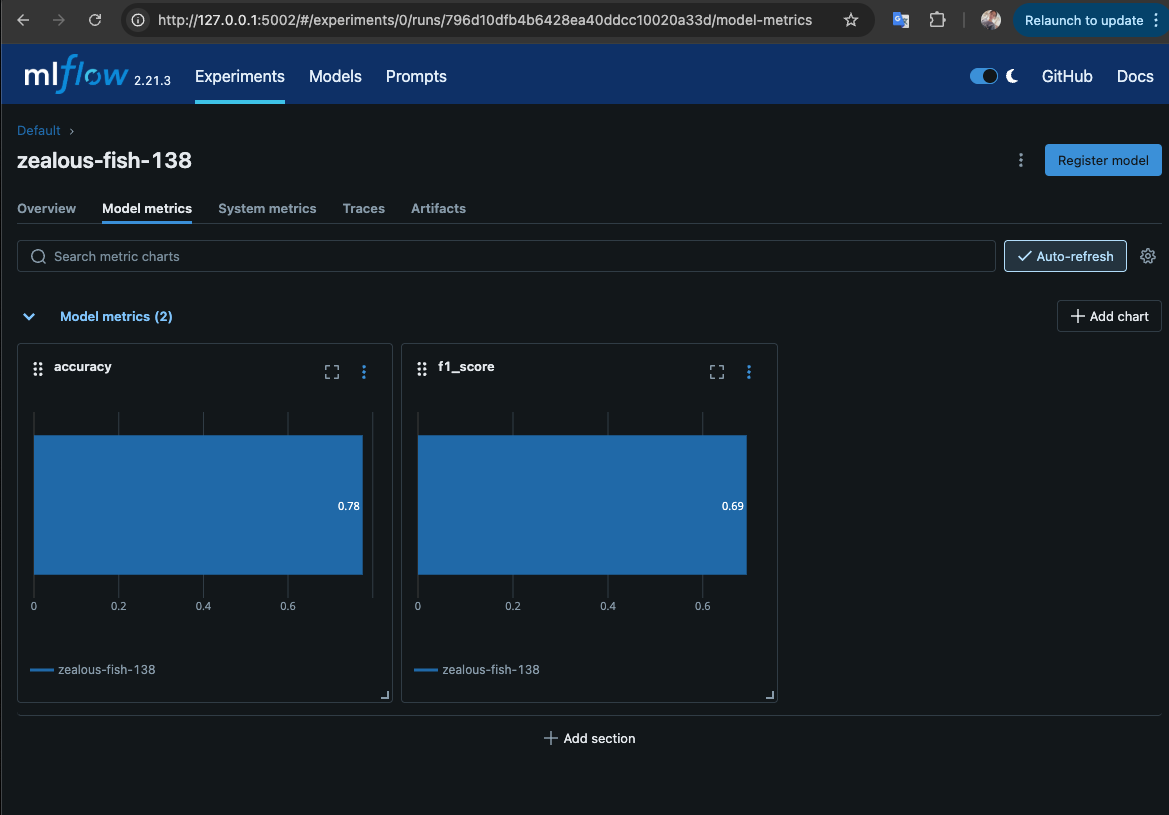 http://127.0.0.1:5002/#/experiments/0/runs/796d10dfb4b6428ea40ddcc10020a33d/model-metrics
Relaunch to update
mlflow 2.21.3 Experiments Models Prompts GitHub Docs
Default ›
zealous-fish-138
Register model
Overview Model metrics System metrics Traces Artifacts
Search metric charts
Auto-refresh
Model metrics (2)
Add chart
accuracy
0.78
0 0.2 0.4 0.6
zealous-fish-138
f1_score
0.69
0 0.2 0.4 0.6
zealous-fish-138
Add section